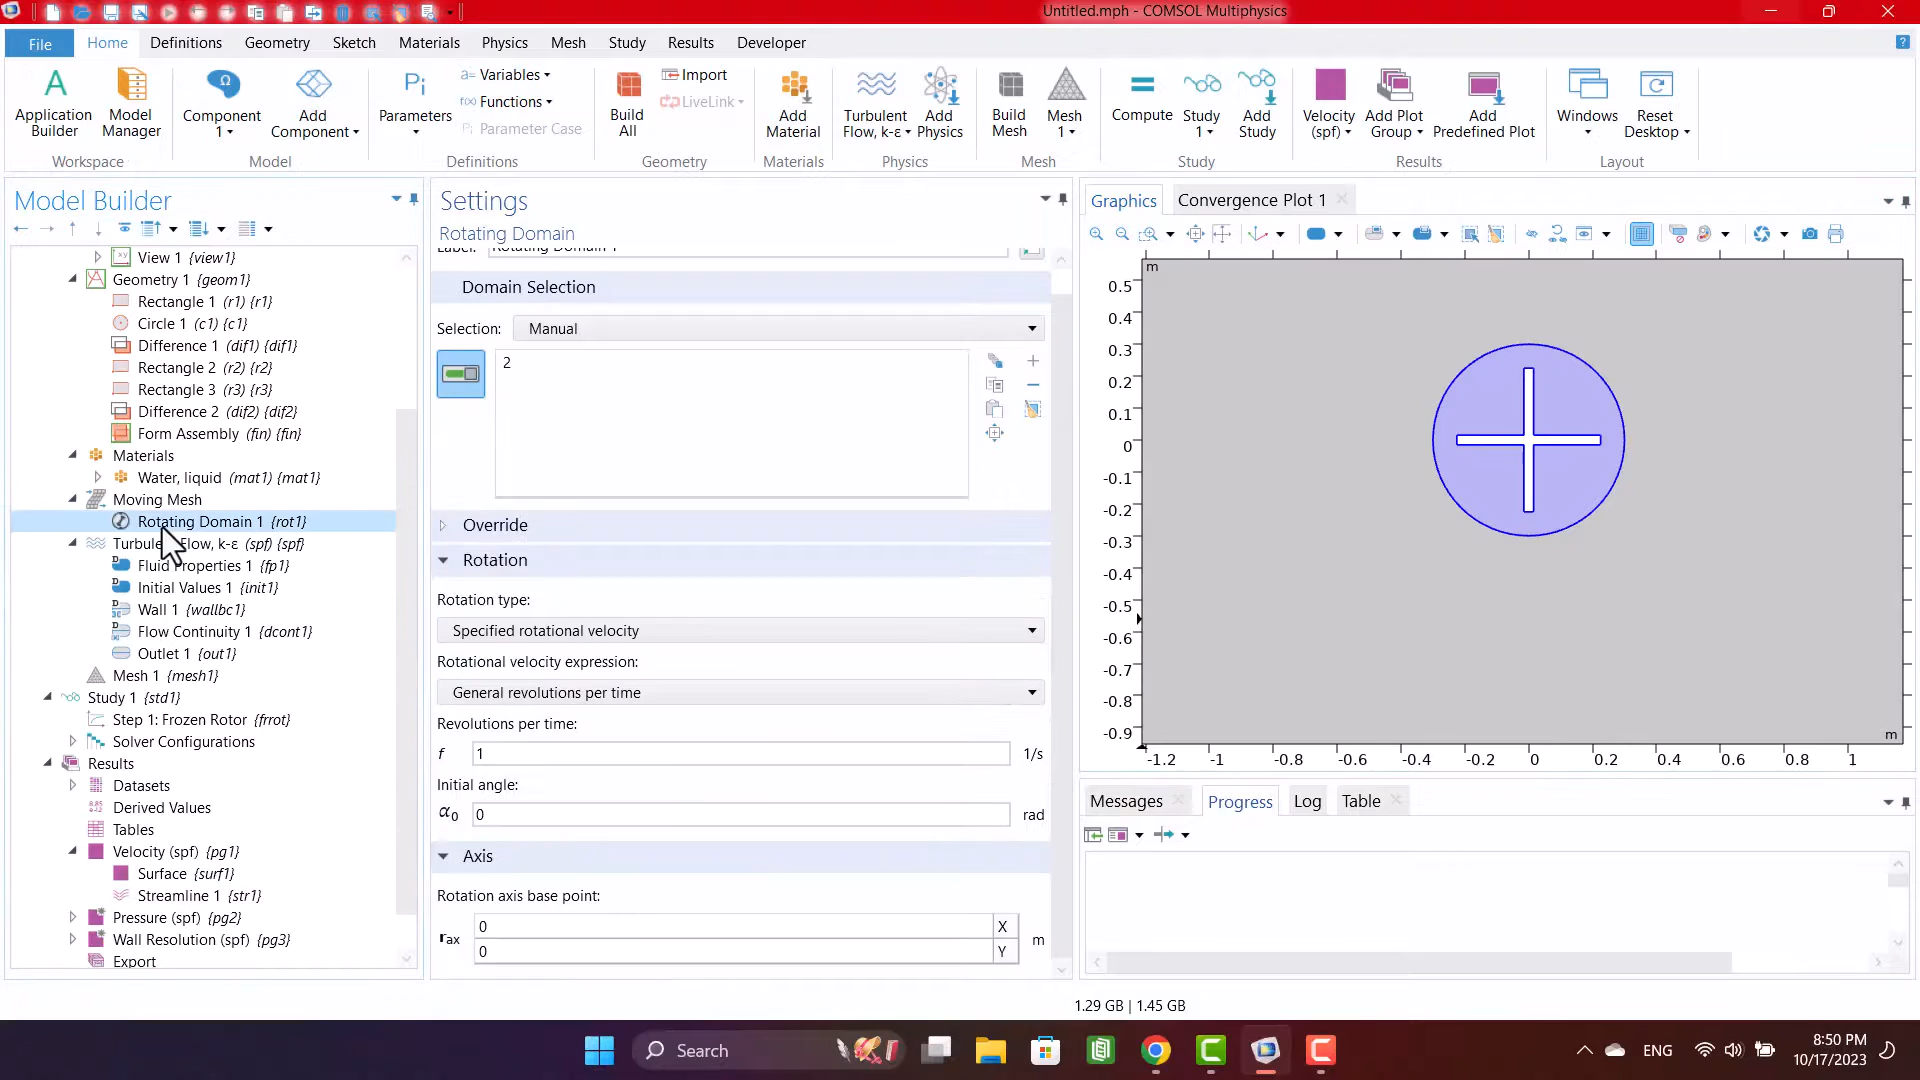 Untitled.mph - COMSOL Multiphysics
File Home Definitions Geometry Sketch Materials Physics Mesh Study Results Developer
Application Builder
Model Manager
Workspace
Component 1
Add Component
Model
Pi
Parameters
a= Variables
f(x) Functions
Pi Parameter Case
Definitions
Build All
Import
LiveLink
Geometry
Add Material
Materials
Turbulent Flow, k-ε
Add Physics
Physics
Build Mesh
Mesh 1
Mesh
Compute
Study 1
Add Study
Study
Velocity (spf)
Add Plot Group
Add Predefined Plot
Results
Windows
Reset Desktop
Layout
Model Builder
View 1 {view1}
Geometry 1 {geom1}
Rectangle 1 (r1) {r1}
Circle 1 (c1) {c1}
Difference 1 (dif1) {dif1}
Rectangle 2 (r2) {r2}
Rectangle 3 (r3) {r3}
Difference 2 (dif2) {dif2}
Form Assembly (fin) {fin}
Materials
Water, liquid (mat1) {mat1}
Moving Mesh
Rotating Domain 1 {rot1}
Flow, k-ε (spf) {spf}
Fluid Properties 1 {fp1}
Initial Values 1 {init1}
Wall 1 {wallbc1}
Flow Continuity 1 {dcont1}
Outlet 1 {out1}
Mesh 1 {mesh1}
Study 1 {std1}
Step 1: Frozen Rotor {frrot}
Solver Configurations
Results
Datasets
Derived Values
Tables
Velocity (spf) {pg1}
Surface {surf1}
Streamline 1 {str1}
Pressure (spf) {pg2}
Wall Resolution (spf) {pg3}
Export
Settings
Rotating Domain
Domain Selection
Selection: Manual
2
Override
Rotation
Rotation type:
Specified rotational velocity
Rotational velocity expression:
General revolutions per time
Revolutions per time:
f 1 1/s
Initial angle:
α0 0 rad
Axis
Rotation axis base point:
rax
0 X
0 Y
m
Graphics Convergence Plot 1
m
0.5
0.4
0.3
0.2
0.1
0
-0.1
-0.2
-0.3
-0.4
-0.5
-0.6
-0.7
-0.8
-0.9
m
-1.2 -1 -0.8 -0.6 -0.4 -0.2 0 0.2 0.4 0.6 0.8 1
Messages Progress Log Table
1.29 GB | 1.45 GB
Search
ENG
8:50 PM
10/17/2023